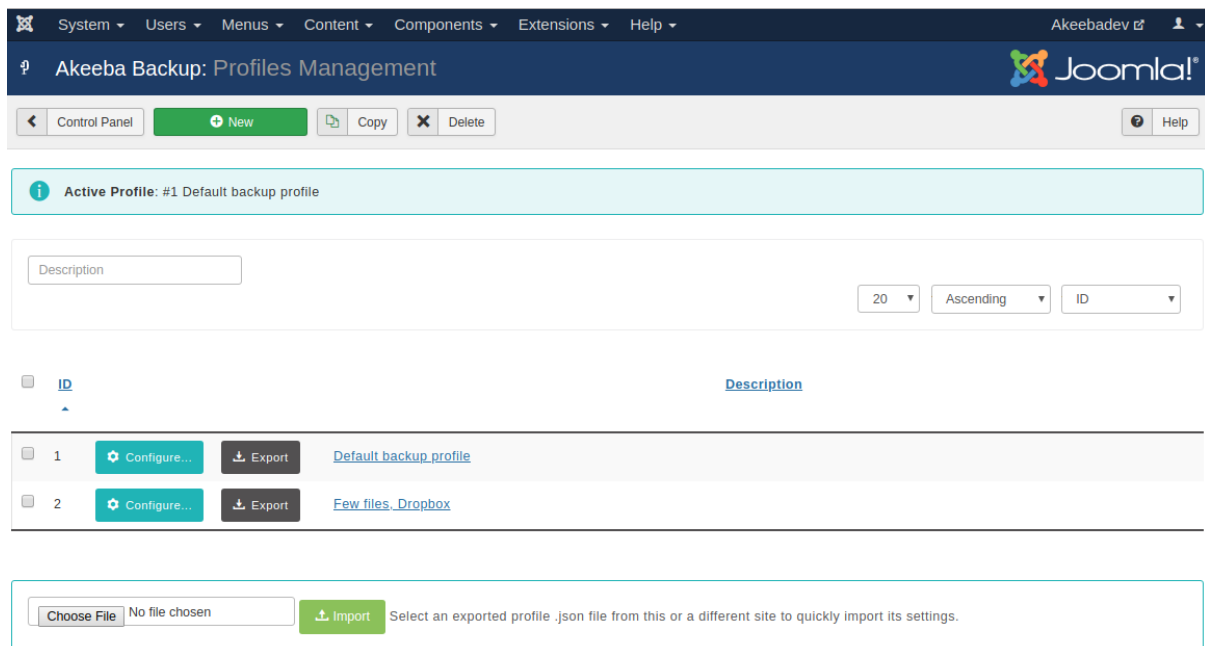 System Users Menus Content Components Extensions Help Akeebadev
Akeeba Backup: Profiles Management Joomla!®
Control Panel New Copy Delete Help
Active Profile: #1 Default backup profile
Description
20 Ascending ID
ID Description
1 Configure... Export Default backup profile
2 Configure... Export Few files, Dropbox
Choose File No file chosen Import Select an exported profile .json file from this or a different site to quickly import its settings.